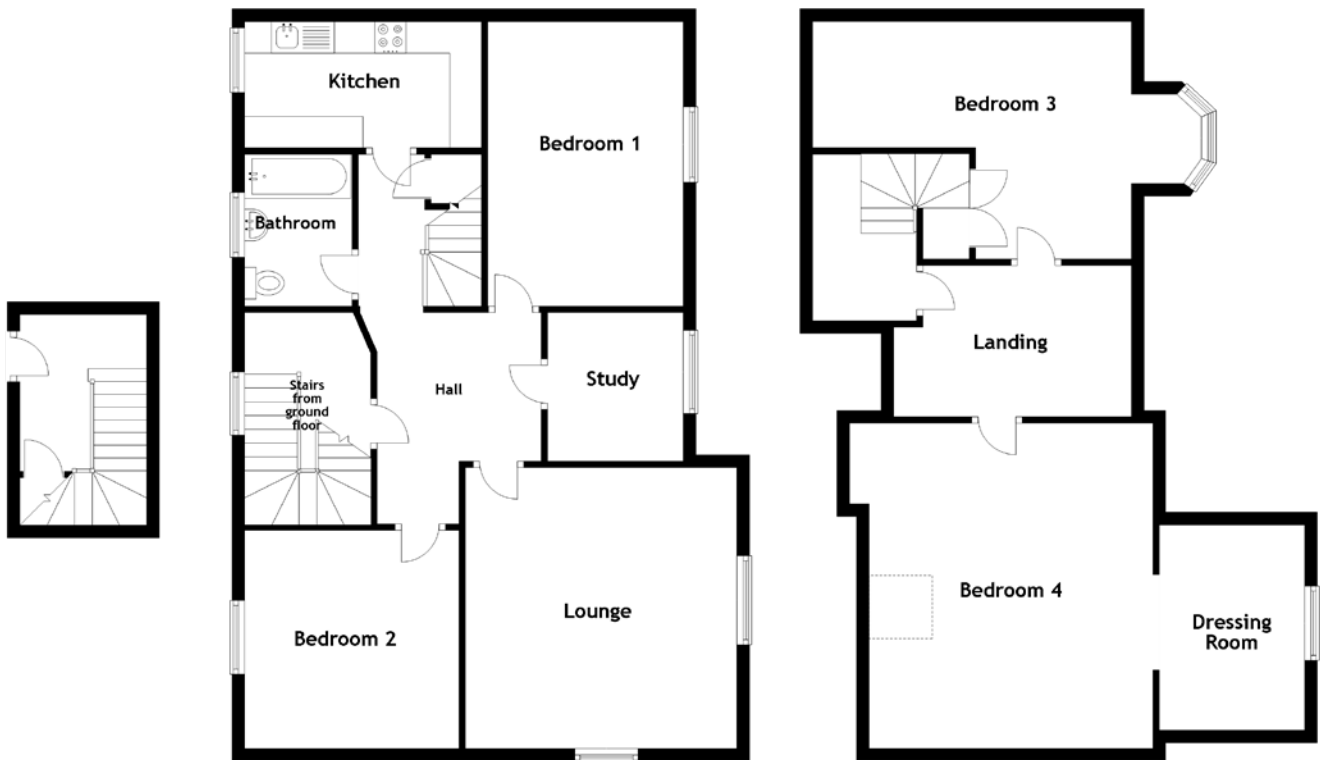 Kitchen
Bedroom 1
Bathroom
Stairs
from
ground
floor
Hall
Study
Bedroom 2
Lounge
Bedroom 3
Landing
Bedroom 4
Dressing
Room